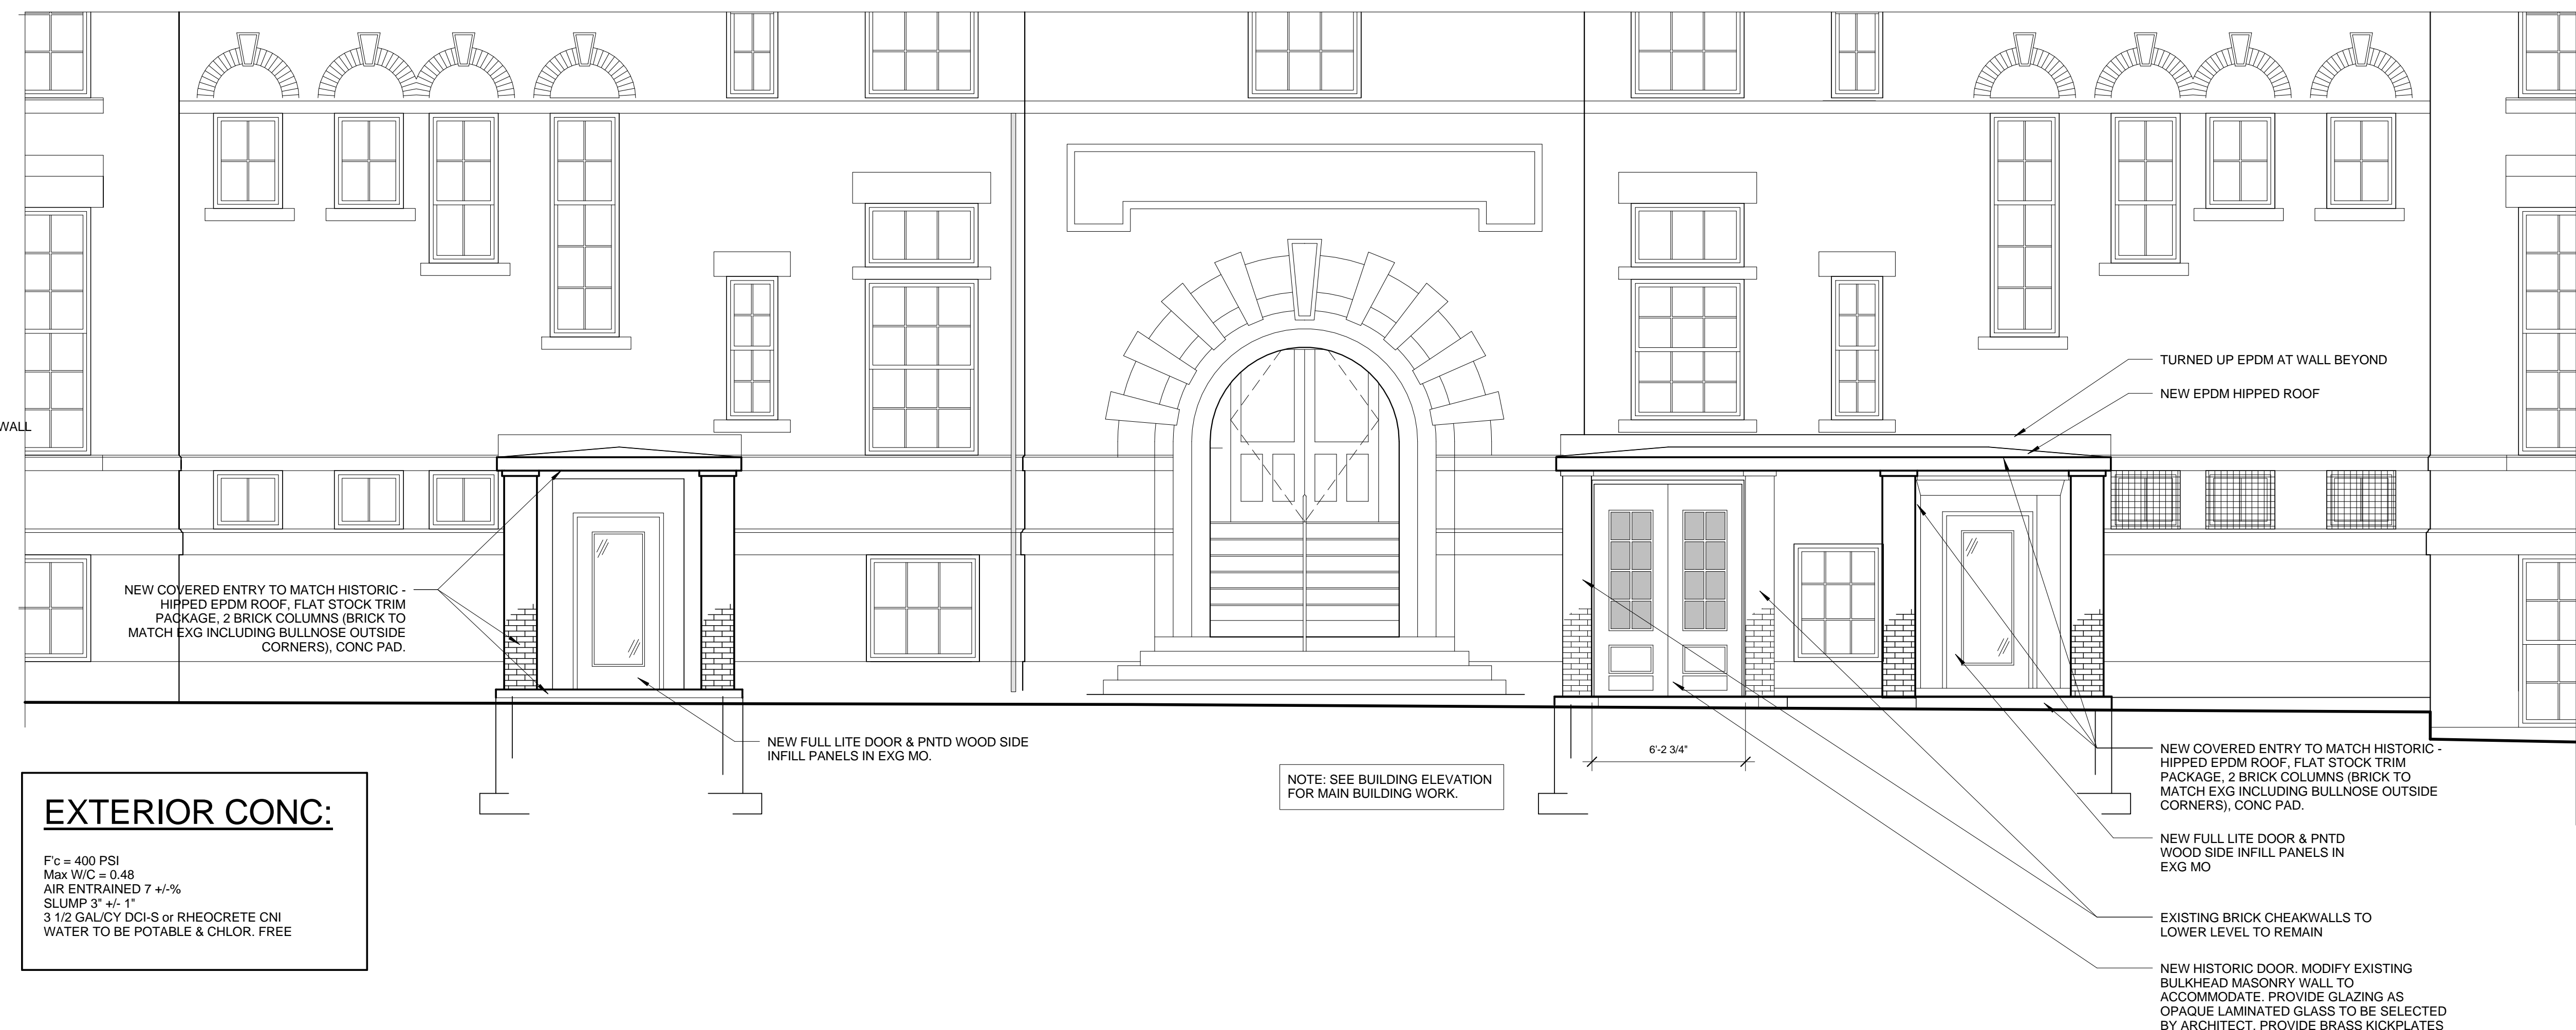 WALL
TURNED UP EPDM AT WALL BEYOND
NEW EPDM HIPPED ROOF
NEW COVERED ENTRY TO MATCH HISTORIC -
HIPPED EPDM ROOF, FLAT STOCK TRIM
PACKAGE, 2 BRICK COLUMNS (BRICK TO
MATCH EXG INCLUDING BULLNOSE OUTSIDE
CORNERS), CONC PAD.
NEW FULL LITE DOOR & PNTD WOOD SIDE
INFILL PANELS IN EXG MO.
6'-2 3/4"
NOTE: SEE BUILDING ELEVATION
FOR MAIN BUILDING WORK.
NEW COVERED ENTRY TO MATCH HISTORIC -
HIPPED EPDM ROOF, FLAT STOCK TRIM
PACKAGE, 2 BRICK COLUMNS (BRICK TO
MATCH EXG INCLUDING BULLNOSE OUTSIDE
CORNERS), CONC PAD.
NEW FULL LITE DOOR & PNTD
WOOD SIDE INFILL PANELS IN
EXG MO
EXISTING BRICK CHEAKWALLS TO
LOWER LEVEL TO REMAIN
NEW HISTORIC DOOR. MODIFY EXISTING
BULKHEAD MASONRY WALL TO
ACCOMMODATE. PROVIDE GLAZING AS
OPAQUE LAMINATED GLASS TO BE SELECTED
BY ARCHITECT. PROVIDE BRASS KICKPLATES
EXTERIOR CONC:
F'c = 400 PSI
Max W/C = 0.48
AIR ENTRAINED 7 +/-%
SLUMP 3" +/- 1"
3 1/2 GAL/CY DCI-S or RHEOCRETE CNI
WATER TO BE POTABLE & CHLOR. FREE